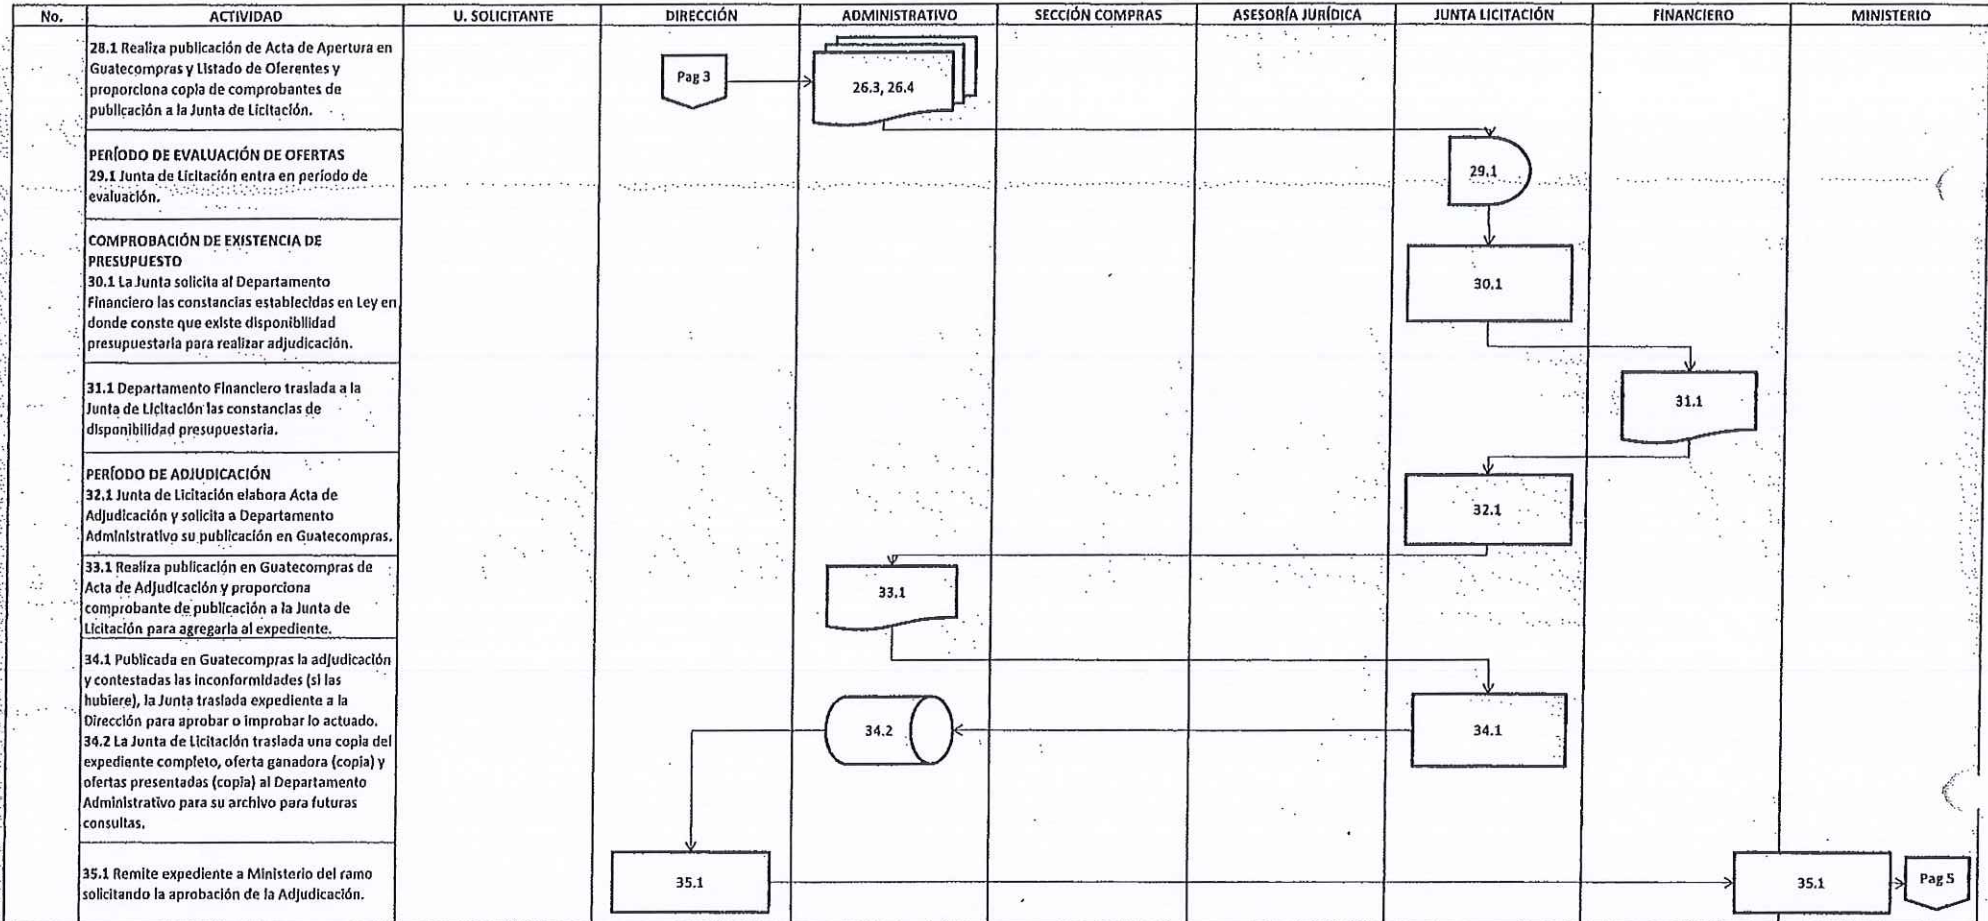 No. ACTIVIDAD U. SOLICITANTE DIRECCIÓN ADMINISTRATIVO SECCIÓN COMPRAS ASESORÍA JURÍDICA JUNTA LICITACIÓN FINANCIERO MINISTERIO
28.1 Realiza publicación de Acta de Apertura en
Guatecompras y Listado de Oferentes y
proporciona copia de comprobantes de
publicación a la Junta de Licitación.
Pag 3
26.3, 26.4
PERÍODO DE EVALUACIÓN DE OFERTAS
29.1 Junta de Licitación entra en período de
evaluación.
29.1
COMPROBACIÓN DE EXISTENCIA DE
PRESUPUESTO
30.1 La Junta solicita al Departamento
Financiero las constancias establecidas en Ley en
donde conste que existe disponibilidad
presupuestaria para realizar adjudicación.
30.1
31.1 Departamento Financiero traslada a la
Junta de Licitación las constancias de
disponibilidad presupuestaria.
31.1
PERÍODO DE ADJUDICACIÓN
32.1 Junta de Licitación elabora Acta de
Adjudicación y solicita a Departamento
Administrativo su publicación en Guatecompras.
32.1
33.1 Realiza publicación en Guatecompras de
Acta de Adjudicación y proporciona
comprobante de publicación a la Junta de
Licitación para agregarla al expediente.
33.1
34.1 Publicada en Guatecompras la adjudicación
y contestadas las inconformidades (si las
hubiere), la Junta traslada expediente a la
Dirección para aprobar o improbar lo actuado.
34.2 La Junta de Licitación traslada una copia del
expediente completo, oferta ganadora (copia) y
ofertas presentadas (copia) al Departamento
Administrativo para su archivo para futuras
consultas.
34.2
34.1
35.1 Remite expediente a Ministerio del ramo
solicitando la aprobación de la Adjudicación.
35.1
35.1
Pag 5